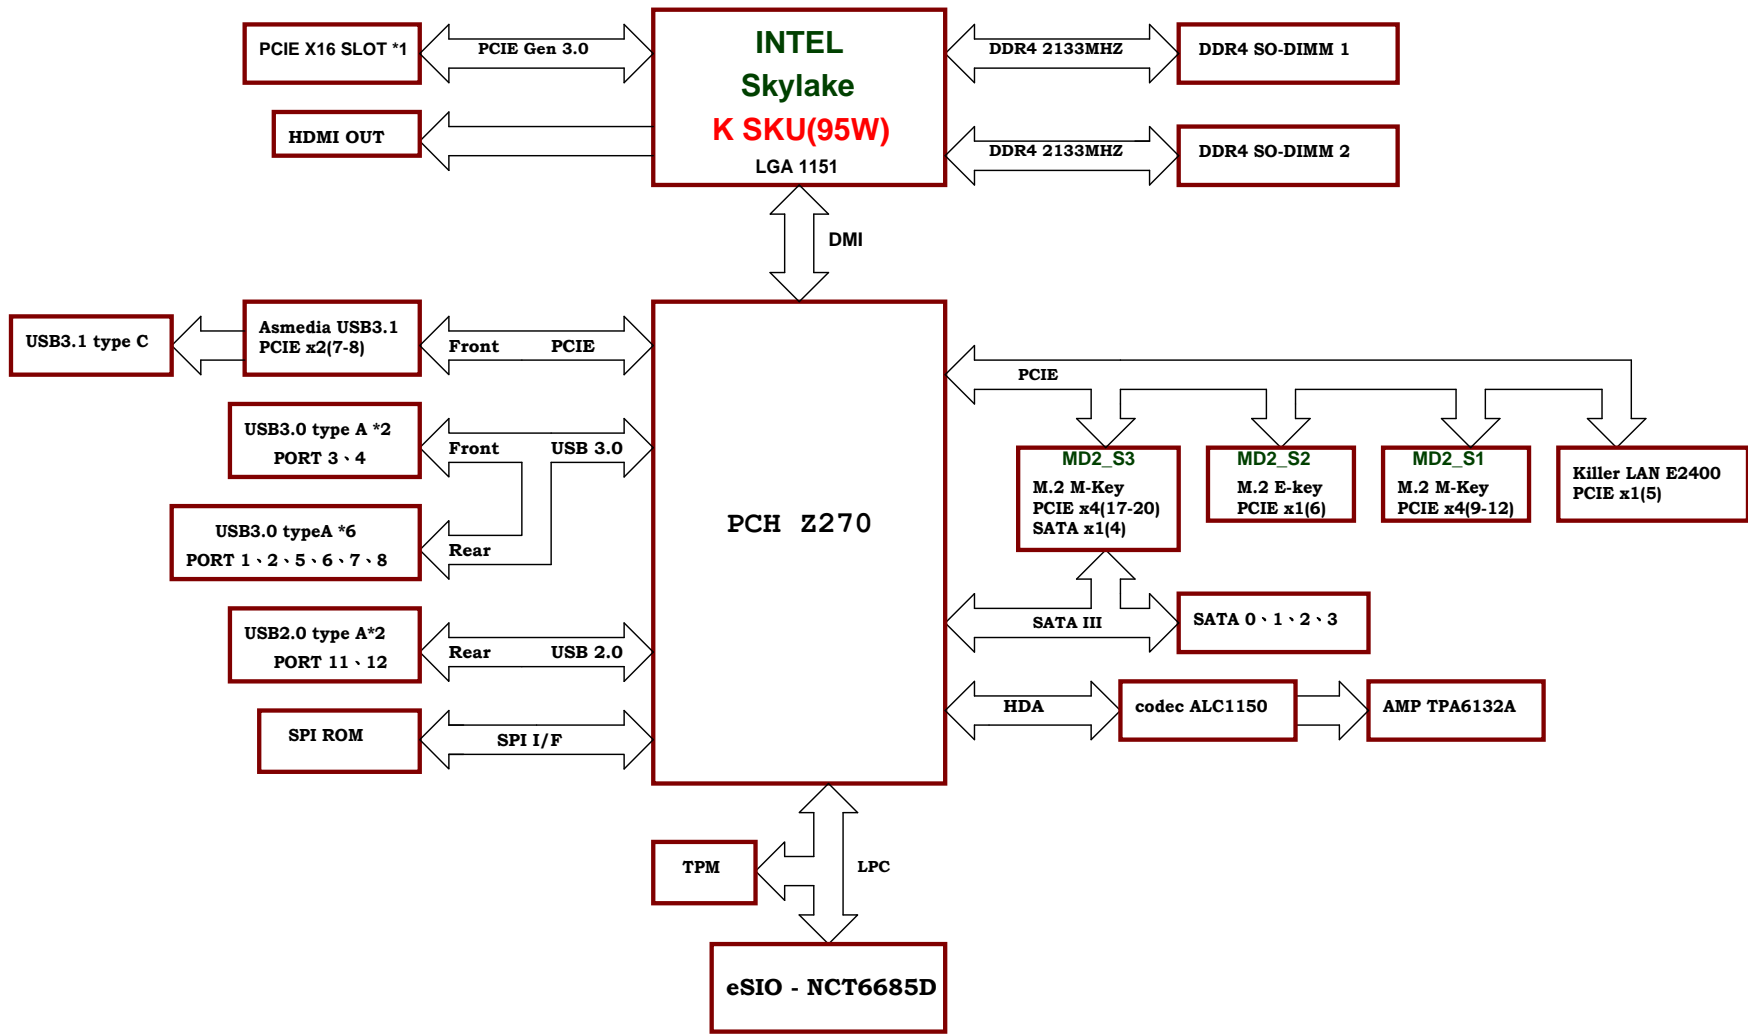 PCIE X16 SLOT *1
PCIE Gen 3.0
INTEL
Skylake
K SKU(95W)
LGA 1151
DDR4 2133MHZ
DDR4 SO-DIMM 1
HDMI OUT
DDR4 2133MHZ
DDR4 SO-DIMM 2
DMI
USB3.1 type C
Asmedia USB3.1
PCIE x2(7-8)
Front
PCIE
USB3.0 type A *2
PORT 3、4
Front
USB 3.0
USB3.0 typeA *6
PORT 1、2、5、6、7、8
Rear
USB2.0 type A*2
PORT 11、12
Rear
USB 2.0
SPI ROM
SPI I/F
PCH Z270
PCIE
MD2_S3
M.2 M-Key
PCIE x4(17-20)
SATA x1(4)
MD2_S2
M.2 E-key
PCIE x1(6)
MD2_S1
M.2 M-Key
PCIE x4(9-12)
Killer LAN E2400
PCIE x1(5)
SATA III
SATA 0、1、2、3
HDA
codec ALC1150
AMP TPA6132A
TPM
LPC
eSIO - NCT6685D